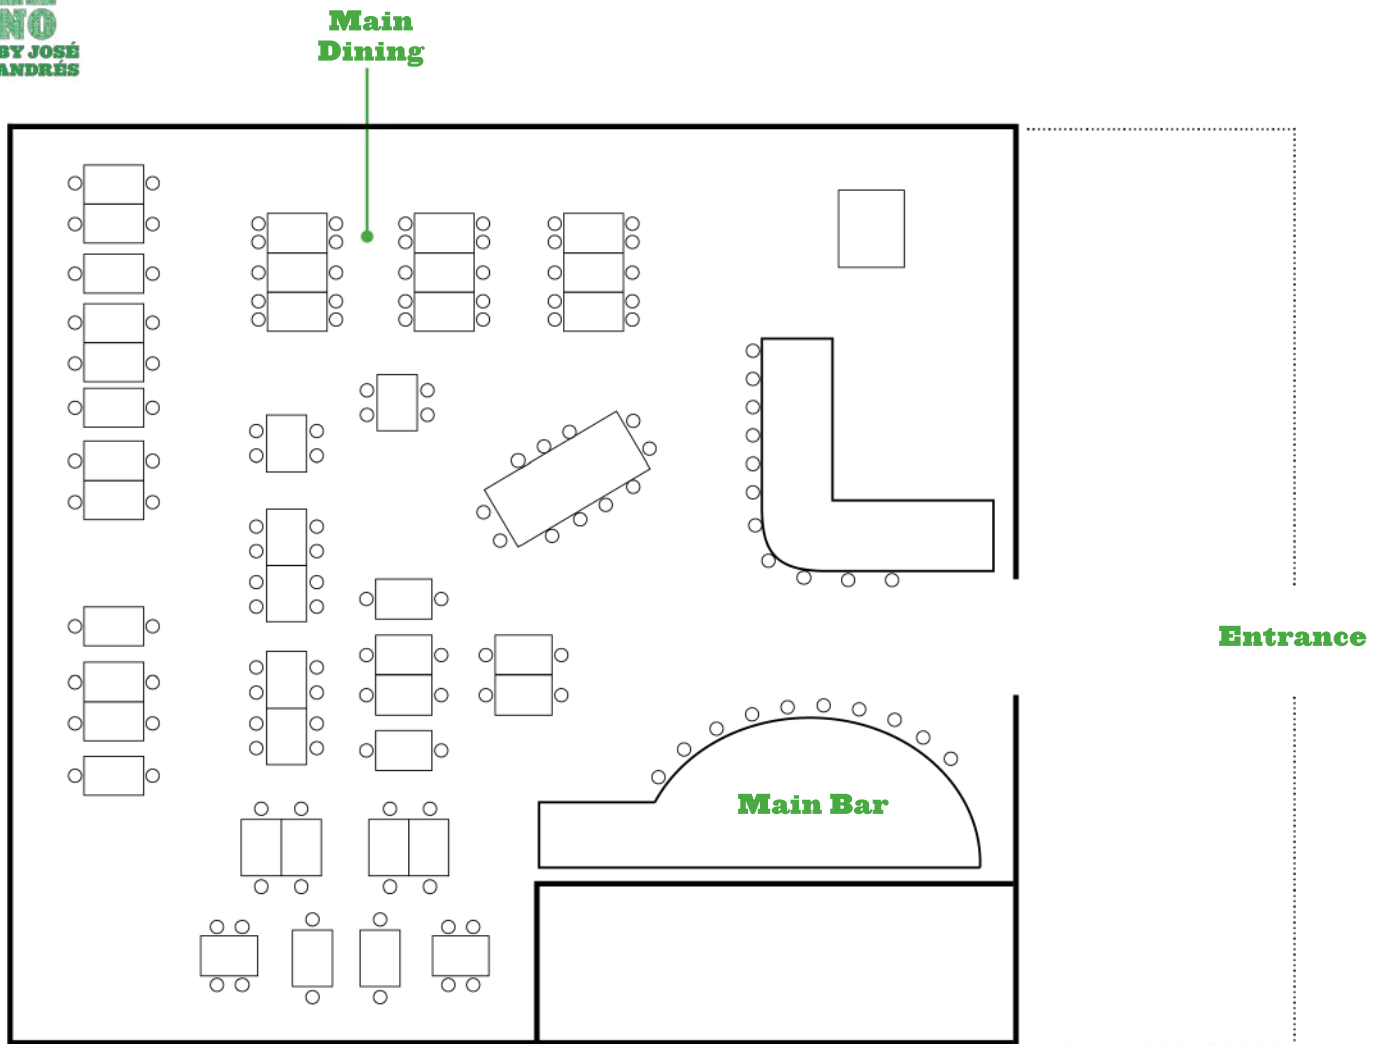 NO
BY JOSÉ
ANDRÉS
Main
Dining
Entrance
Main Bar